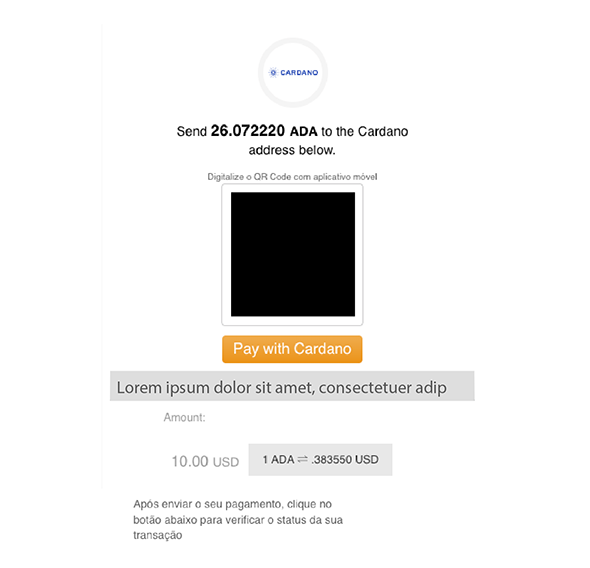 CARDANO
Send 26.072220 ADA to the Cardano
address below.
Digitalize o QR Code com aplicativo móvel
Pay with Cardano
Lorem ipsum dolor sit amet, consectetuer adip
Amount:
10.00 USD
1 ADA ⇌ .383550 USD
Após enviar o seu pagamento, clique no
botão abaixo para verificar o status da sua
transação